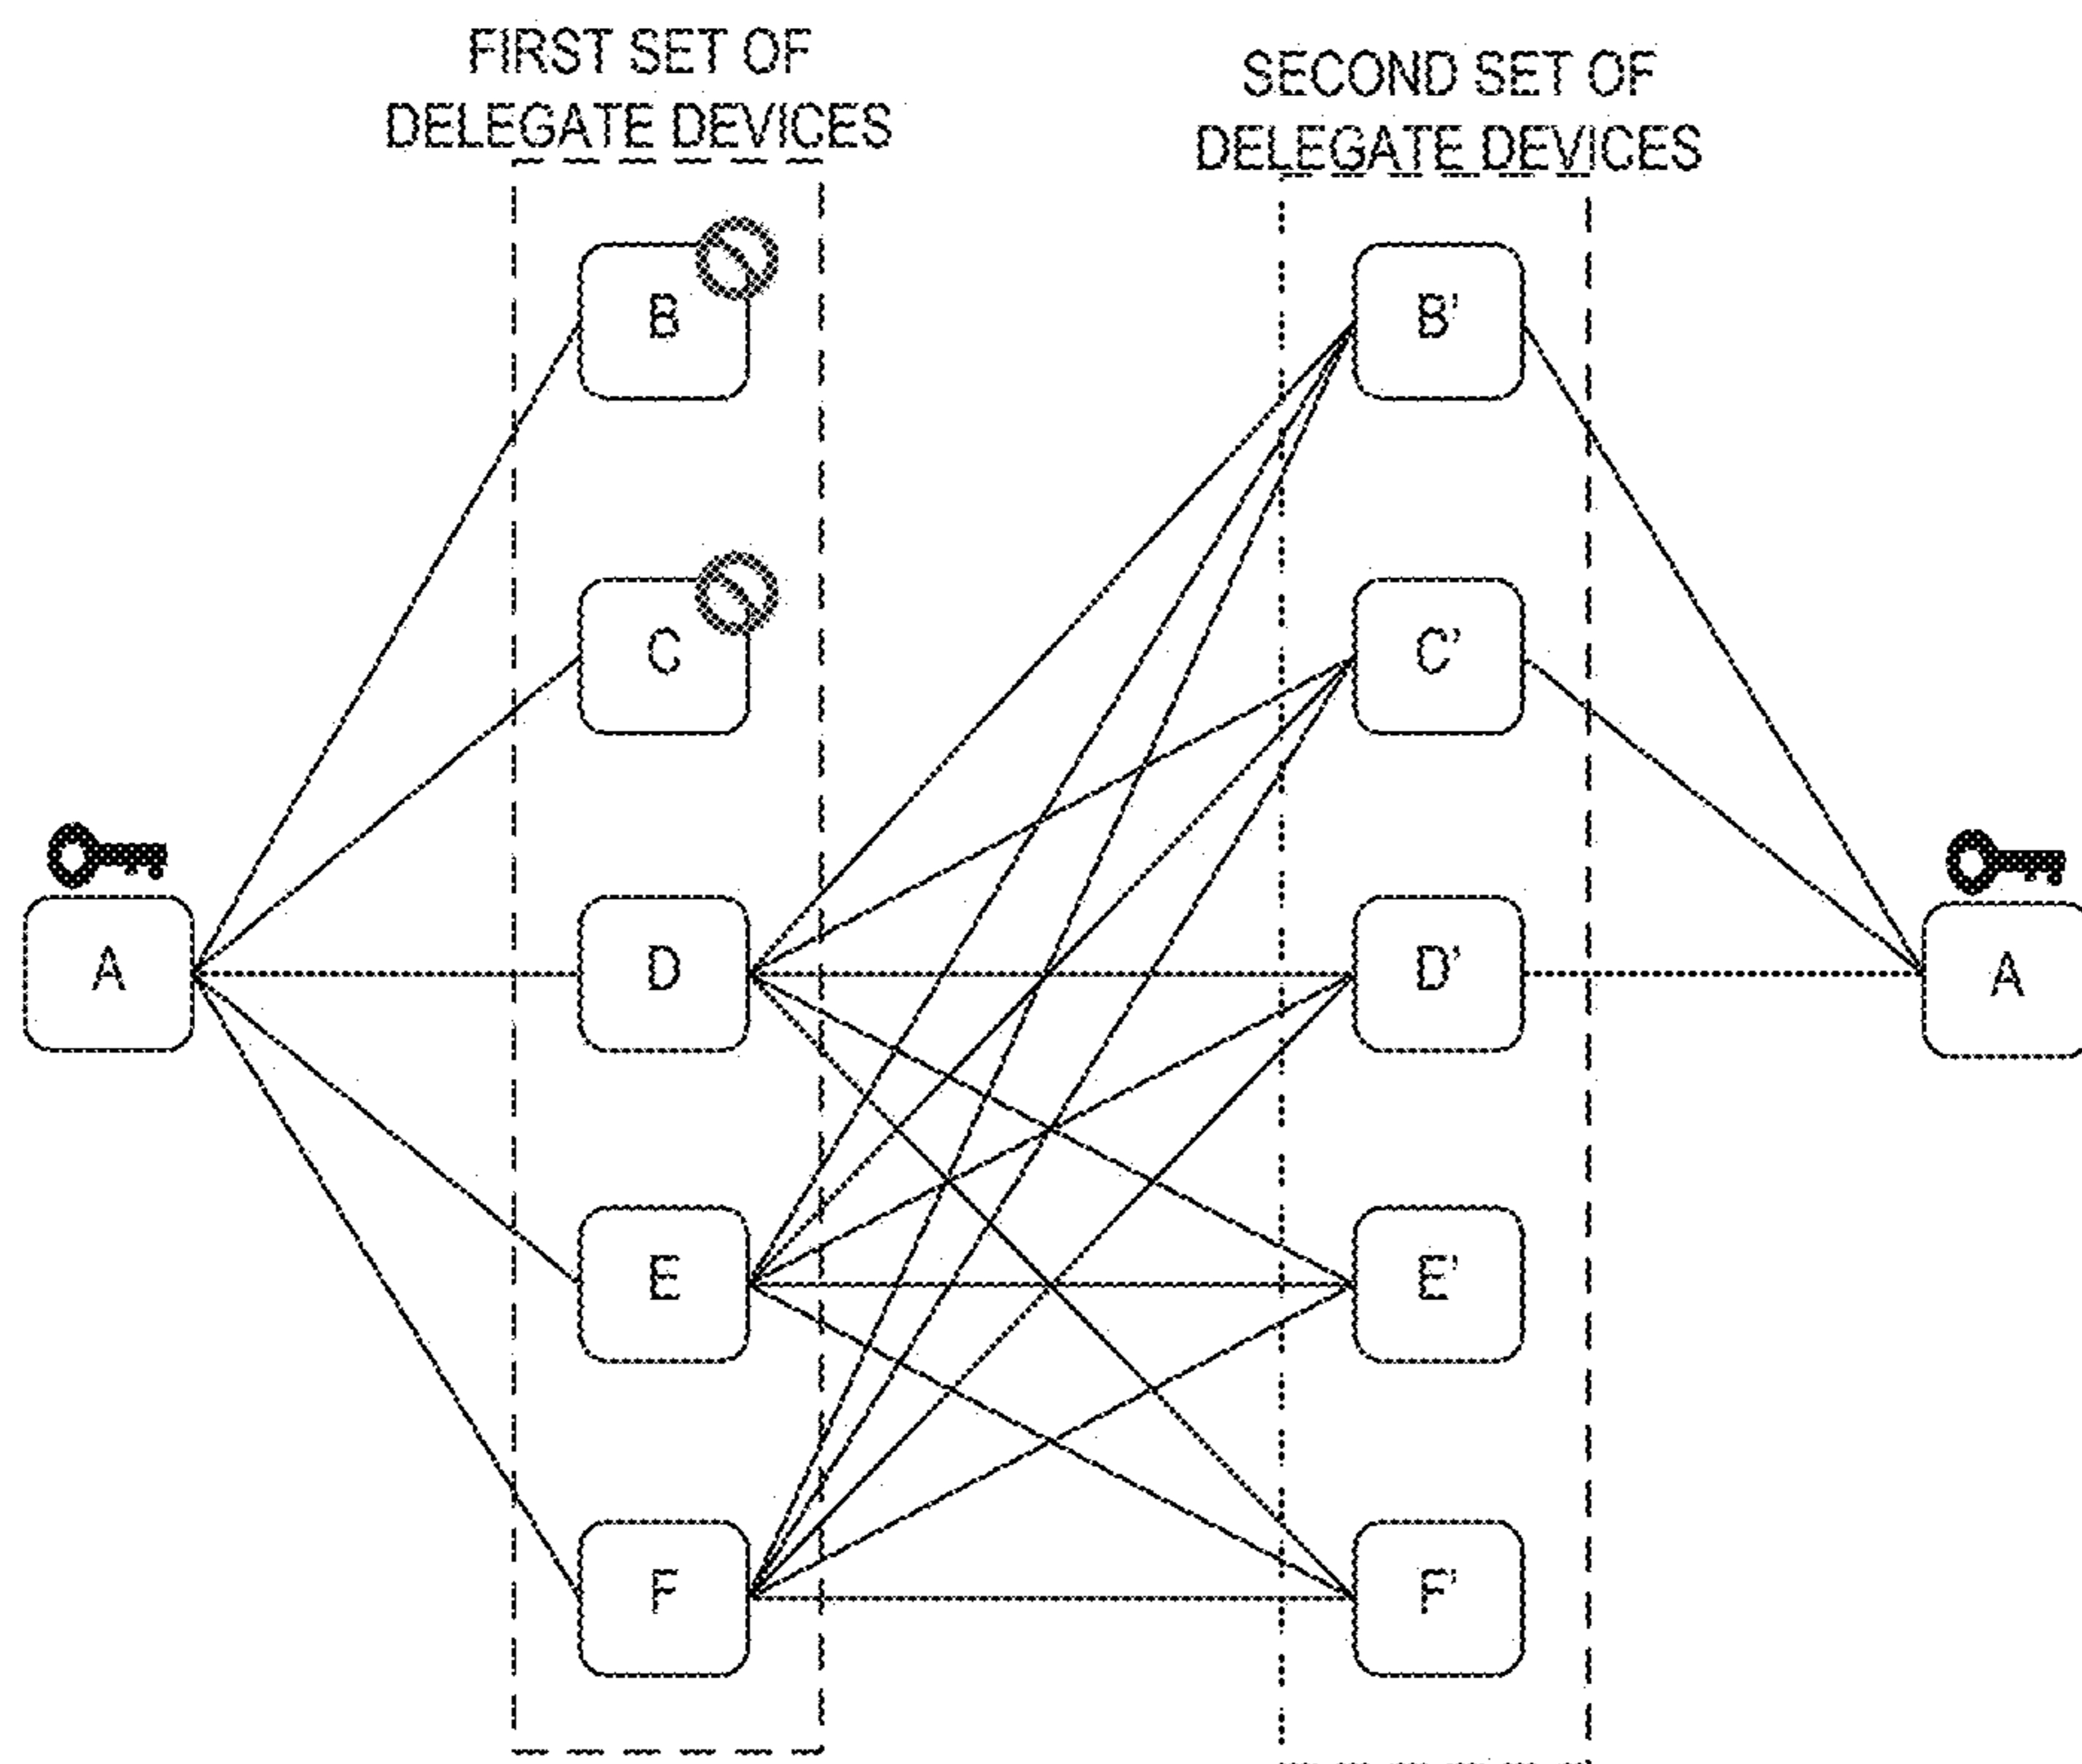 FIRST SET OF
DELEGATE DEVICES
SECOND SET OF
DELEGATE DEVICES
B
B'
C
C'
A
D
D'
A
E
E'
F
F'